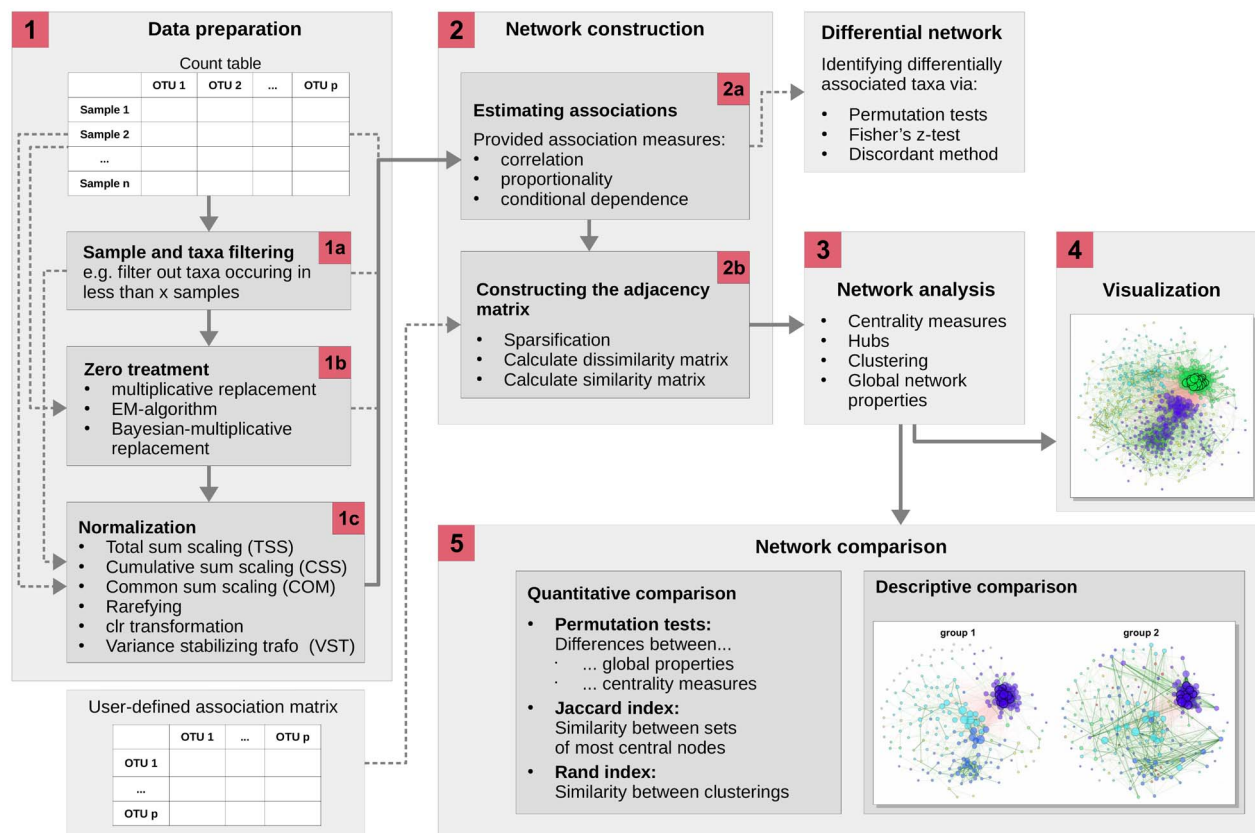 1
Data preparation
Count table
OTU 1 OTU 2 ... OTU p
Sample 1
Sample 2
...
Sample n
1a
Sample and taxa filtering
e.g. filter out taxa occuring in
less than x samples
1b
Zero treatment
• multiplicative replacement
• EM-algorithm
• Bayesian-multiplicative
replacement
1c
Normalization
• Total sum scaling (TSS)
• Cumulative sum scaling (CSS)
• Common sum scaling (COM)
• Rarefying
• clr transformation
• Variance stabilizing trafo (VST)
User-defined association matrix
OTU 1 ... OTU p
OTU 1
...
OTU p
2
Network construction
2a
Estimating associations
Provided association measures:
• correlation
• proportionality
• conditional dependence
2b
Constructing the adjacency
matrix
• Sparsification
• Calculate dissimilarity matrix
• Calculate similarity matrix
Differential network
Identifying differentially
associated taxa via:
• Permutation tests
• Fisher's z-test
• Discordant method
3
Network analysis
• Centrality measures
• Hubs
• Clustering
• Global network
properties
4
Visualization
5
Network comparison
Quantitative comparison
• Permutation tests:
Differences between...
· ... global properties
· ... centrality measures
• Jaccard index:
Similarity between sets
of most central nodes
• Rand index:
Similarity between clusterings
Descriptive comparison
group 1 group 2